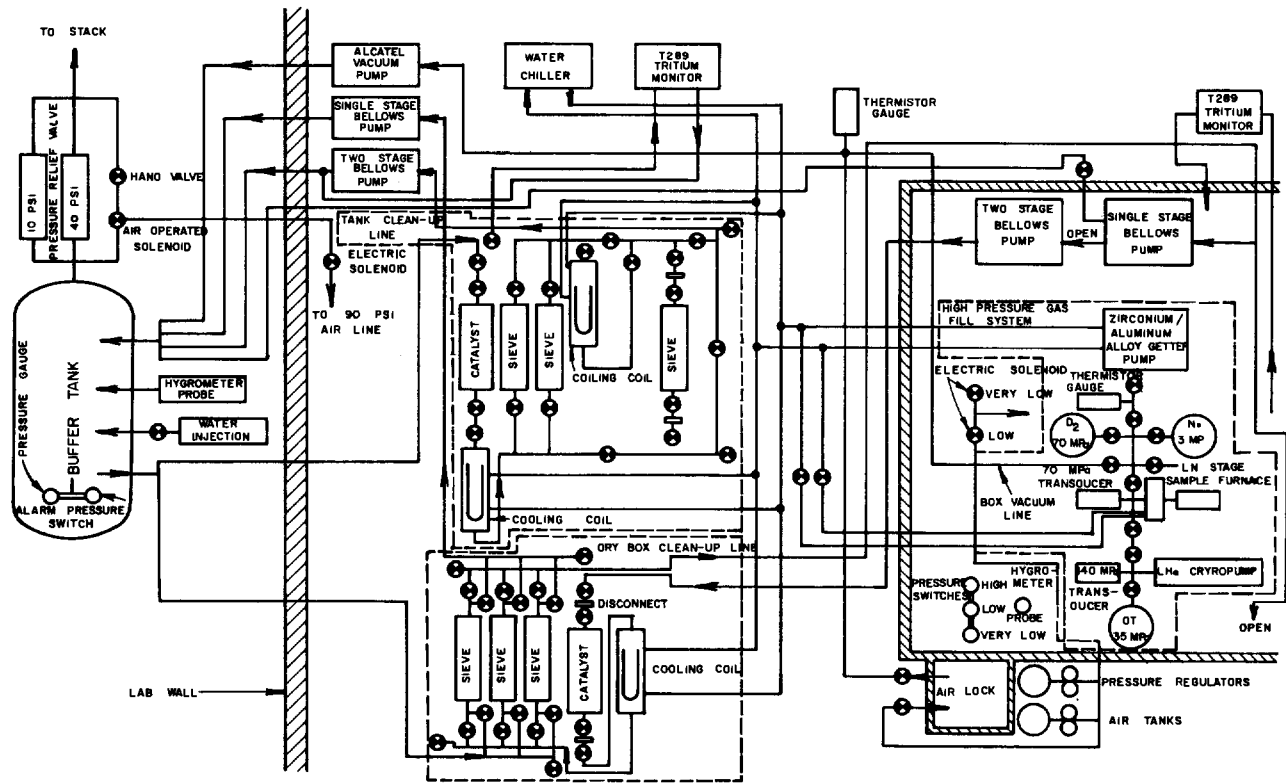 TO STACK
10 PSI
PRESSURE RELIEF VALVE
40 PSI
HAND VALVE
AIR OPERATED
SOLENOID
ALCATEL
VACUUM
PUMP
SINGLE STAGE
BELLOWS
PUMP
TWO STAGE
BELLOWS
PUMP
WATER
CHILLER
T289
TRITIUM
MONITOR
THERMISTOR
GAUGE
T289
TRITIUM
MONITOR
TANK CLEAN-UP
LINE
ELECTRIC
SOLENOID
TO 90 PSI
AIR LINE
CATALYST
SIEVE
SIEVE
COILING COIL
SIEVE
COOLING COIL
PRESSURE GAUGE
BUFFER TANK
HYGROMETER
PROBE
WATER
INJECTION
ALARM PRESSURE
SWITCH
LAB WALL
DRY BOX CLEAN-UP LINE
DISCONNECT
SIEVE
SIEVE
SIEVE
CATALYST
COOLING COIL
TWO STAGE
BELLOWS
PUMP
OPEN
SINGLE STAGE
BELLOWS
PUMP
HIGH PRESSURE GAS
FILL SYSTEM
ZIRCONIUM/
ALUMINUM
ALLOY GETTER
PUMP
ELECTRIC SOLENOID
VERY LOW
LOW
THERMISTOR
GAUGE
D2
70 MPa
3 MP
70 MPa
TRANSDUCER
LN STAGE
SAMPLE FURNACE
BOX VACUUM
LINE
HYGRO-
METER
PROBE
PRESSURE
SWITCHES
HIGH
LOW
VERY LOW
TRANS-
DUCER
LHe CRYROPUMP
DT
35 MPa
OPEN
AIR LOCK
PRESSURE REGULATORS
AIR TANKS